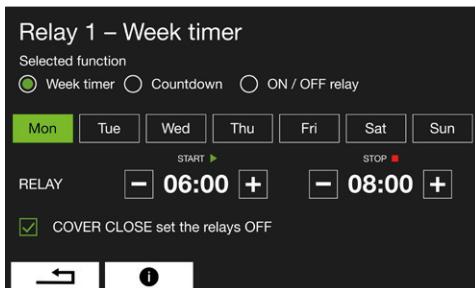 Relay 1 – Week timer
Selected function
Week timer Countdown ON / OFF relay
Mon Tue Wed Thu Fri Sat Sun
START STOP
RELAY − 06:00 + − 08:00 +
COVER CLOSE set the relays OFF